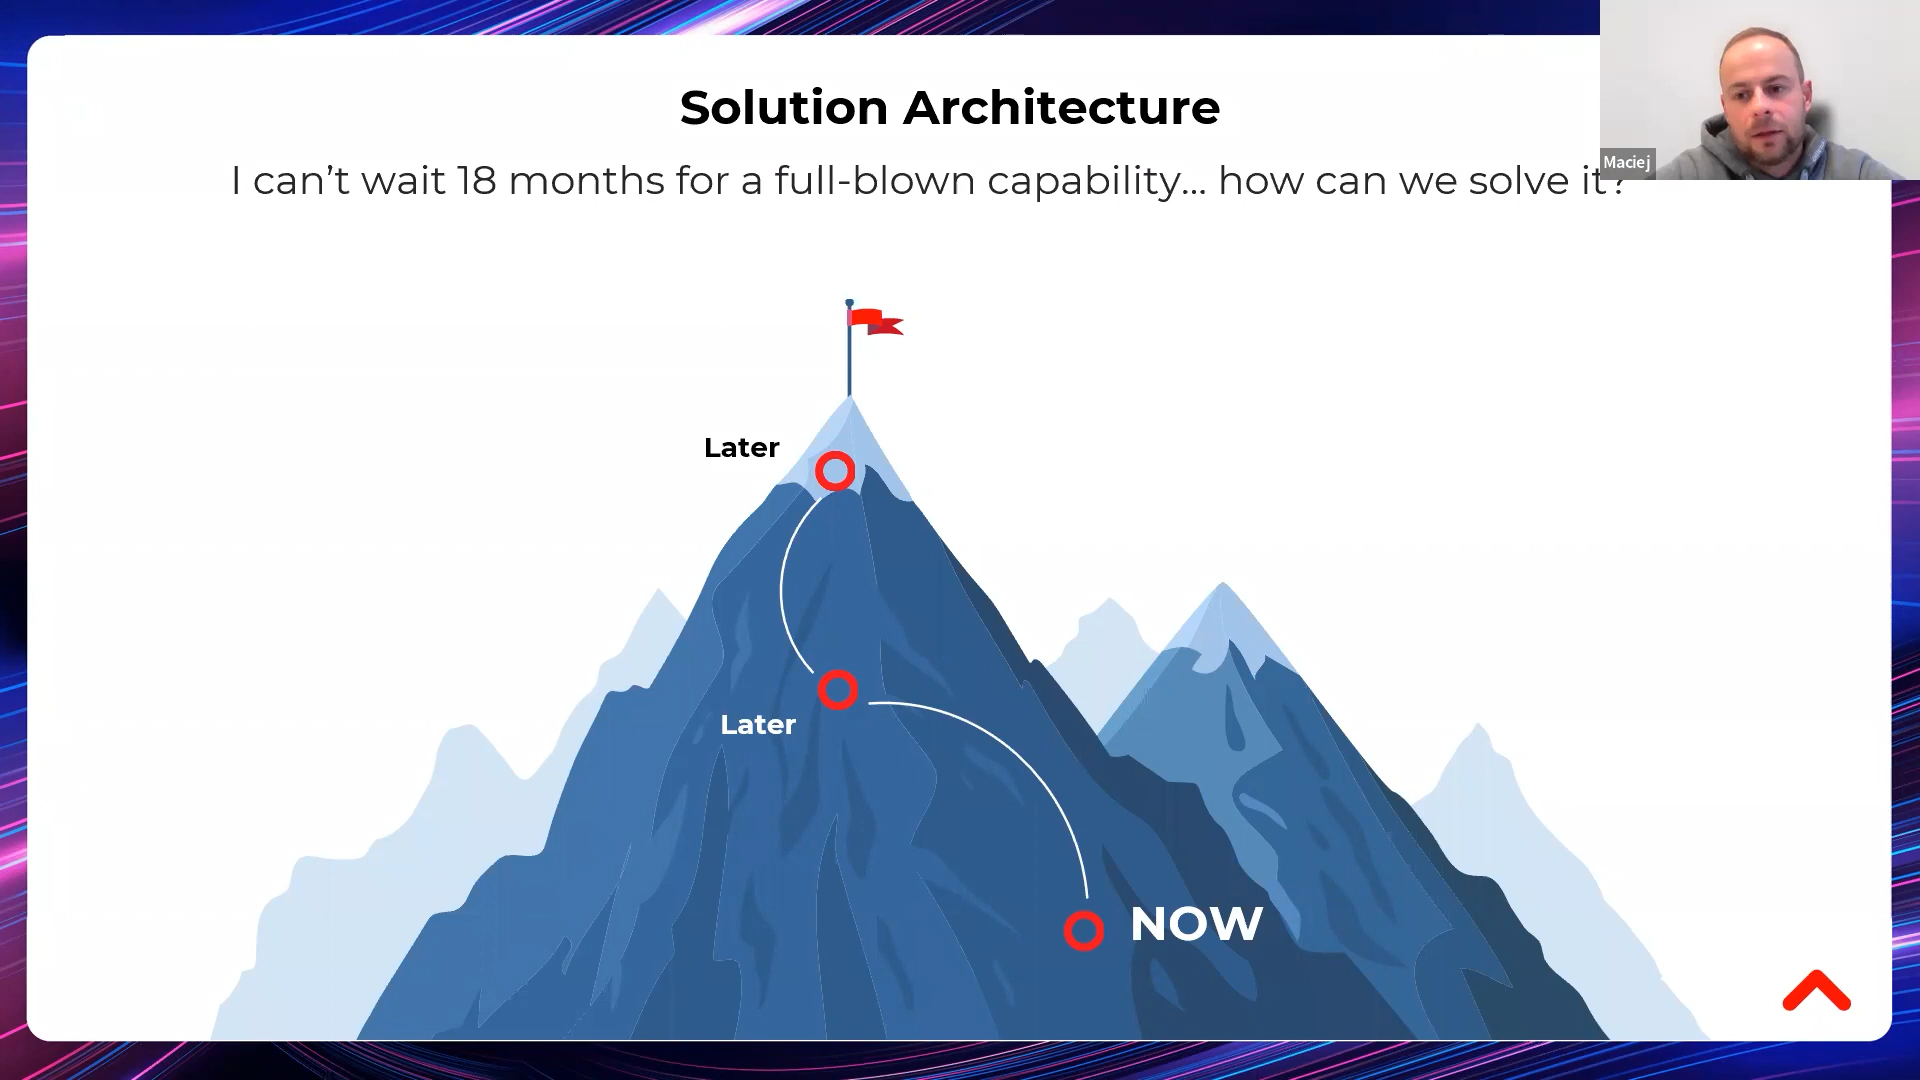 Solution Architecture
I can’t wait 18 months for a full-blown capability... how can we solve it?
Maciej
Later
Later
NOW